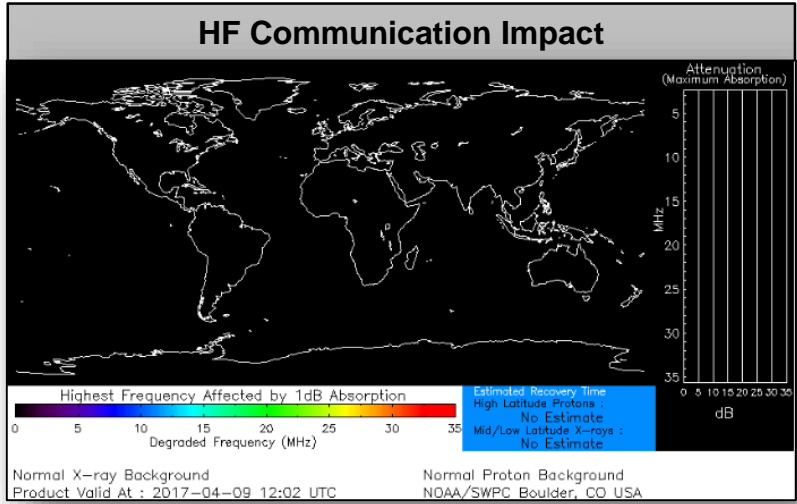 HF Communication Impact
Attenuation
(Maximum Absorption)
5
10
15
20
25
30
35
MHz
0 5 10 15 20 25 30 35
dB
Highest Frequency Affected by 1dB Absorption
0 5 10 15 20 25 30 35
Degraded Frequency (MHz)
Estimated Recovery Time
High Latitude Protons :
No Estimate
Mid/Low Latitude X-rays :
No Estimate
Normal X-ray Background
Normal Proton Background
Product Valid At : 2017-04-09 12:02 UTC
NOAA/SWPC Boulder, CO USA